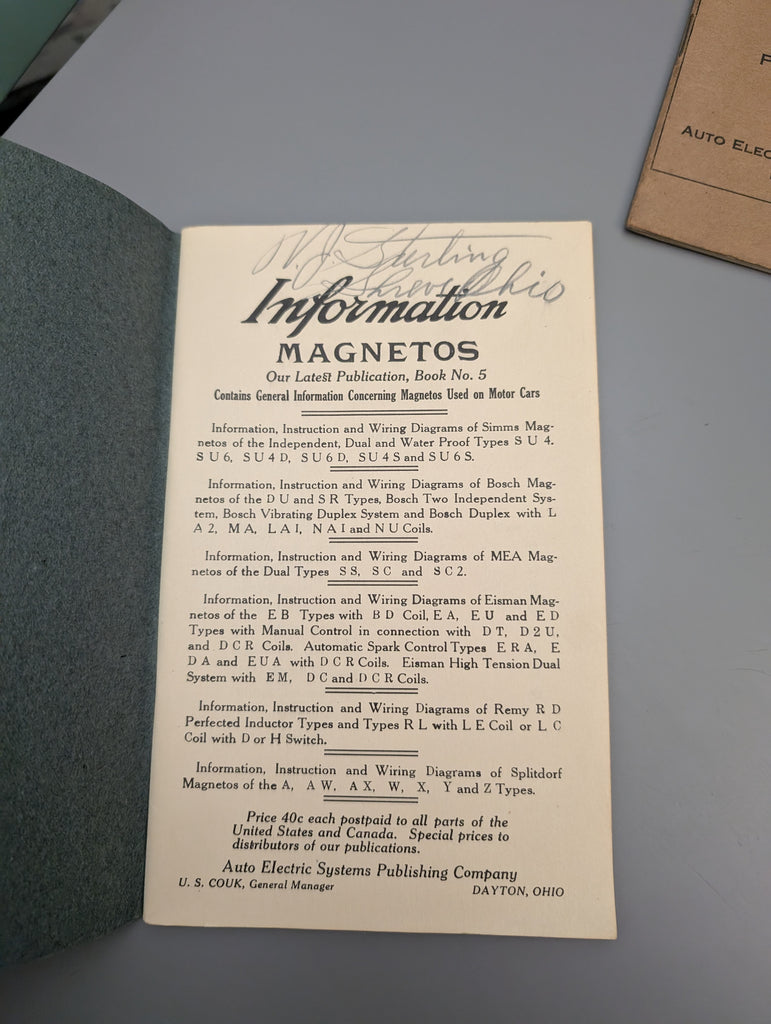 W. J. Sterling
Shreve Ohio
Information
MAGNETOS
Our Latest Publication, Book No. 5
Contains General Information Concerning Magnetos Used on Motor Cars
Information, Instruction and Wiring Diagrams of Simms Mag-
netos of the Independent, Dual and Water Proof Types S U 4.
S U 6, S U 4 D, S U 6 D, S U 4 S and S U 6 S.
Information, Instruction and Wiring Diagrams of Bosch Mag-
netos of the D U and S R Types, Bosch Two Independent Sys-
tem, Bosch Vibrating Duplex System and Bosch Duplex with L
A 2, M A, L A I, N A I and N U Coils.
Information, Instruction and Wiring Diagrams of MEA Mag-
netos of the Dual Types S S, S C and S C 2.
Information, Instruction and Wiring Diagrams of Eisman Mag-
netos of the E B Types with B D Coil, E A, E U and E D
Types with Manual Control in connection with D T, D 2 U,
and D C R Coils. Automatic Spark Control Types E R A, E
D A and E U A with D C R Coils. Eisman High Tension Dual
System with E M, D C and D C R Coils.
Information, Instruction and Wiring Diagrams of Remy R D
Perfected Inductor Types and Types R L with L E Coil or L C
Coil with D or H Switch.
Information, Instruction and Wiring Diagrams of Splitdorf
Magnetos of the A, A W, A X, W, X, Y and Z Types.
Price 40c each postpaid to all parts of the
United States and Canada. Special prices to
distributors of our publications.
Auto Electric Systems Publishing Company
U. S. COUK, General Manager
DAYTON, OHIO
AUTO ELEC